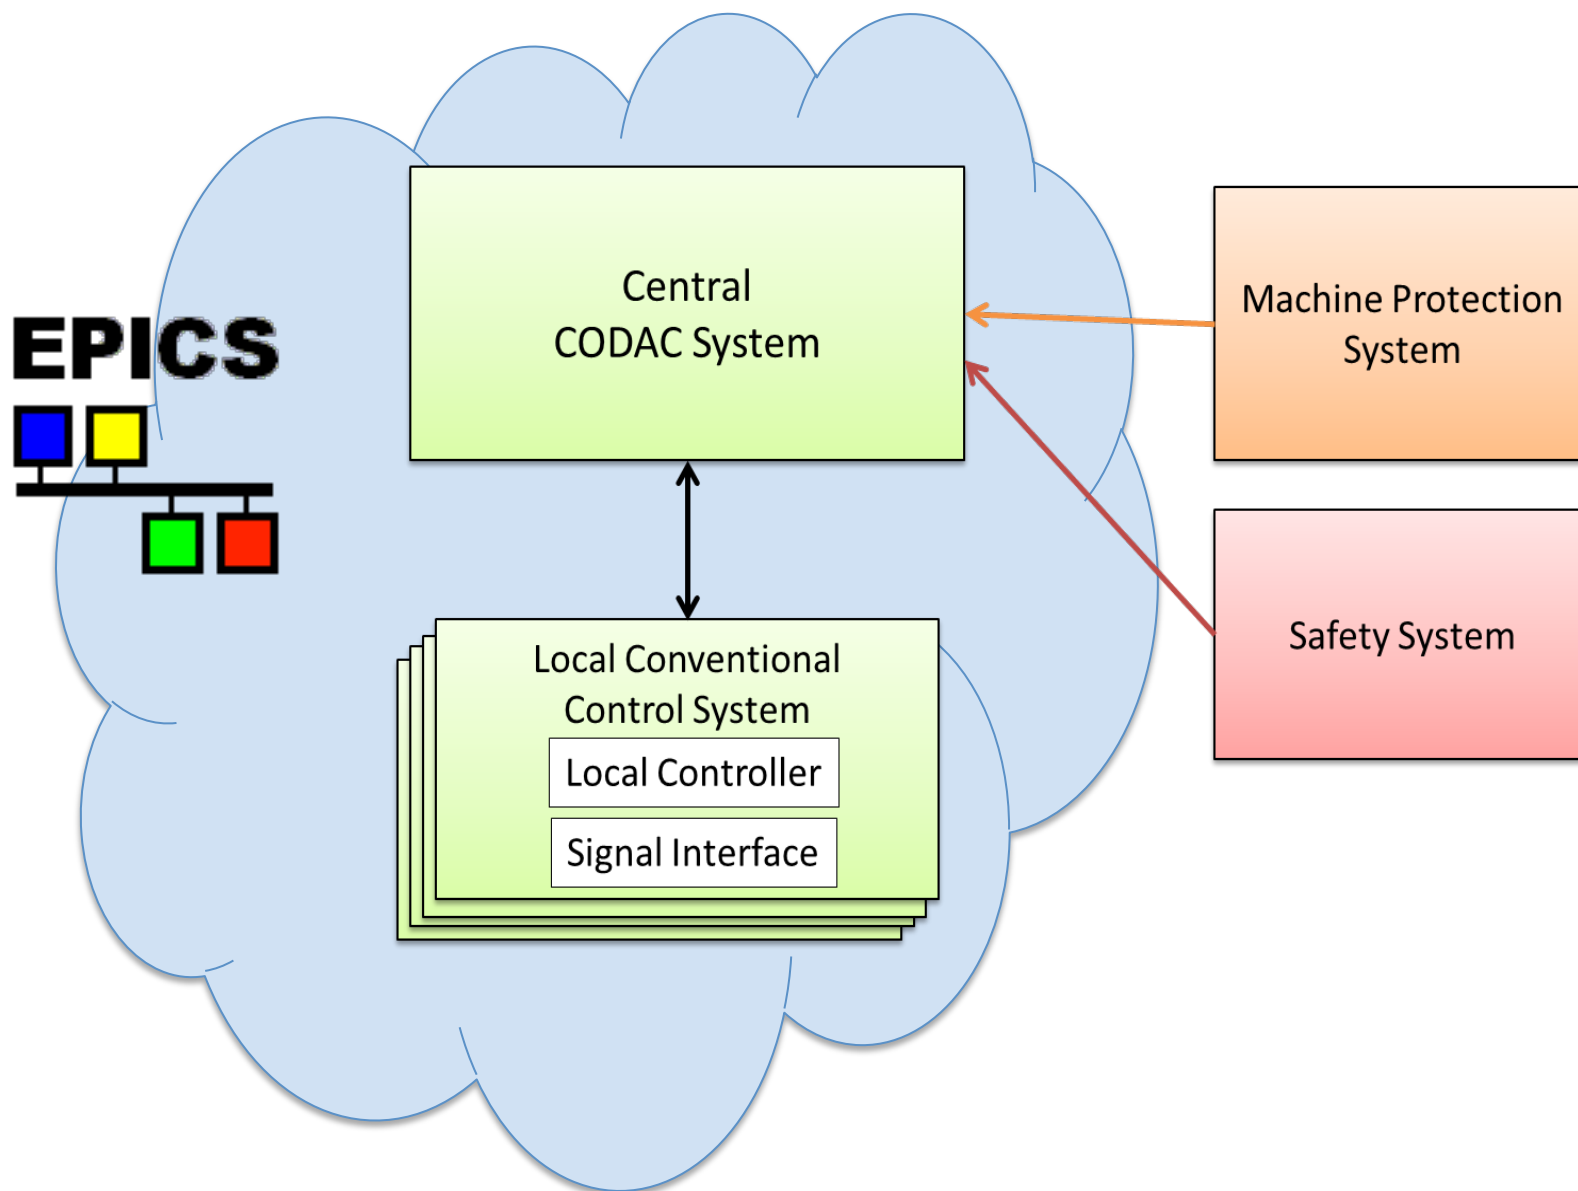 EPICS
Central
CODAC System
Machine Protection
System
Safety System
Local Conventional
Control System
Local Controller
Signal Interface